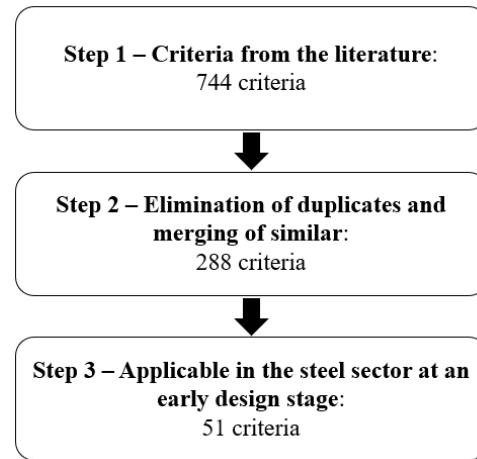 Step 1 – Criteria from the literature:
744 criteria
Step 2 – Elimination of duplicates and
merging of similar:
288 criteria
Step 3 – Applicable in the steel sector at an
early design stage:
51 criteria